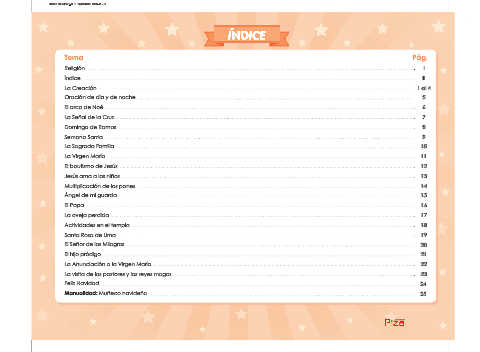 ÍNDICE
Tema Pág.
Religión 1
Índice II
La Creación 1 al 4
Oración de día y de noche 5
El arca de Noé 6
La Señal de la Cruz 7
Domingo de Ramos 8
Semana Santa 9
La Sagrada Familia 10
La Virgen María 11
El bautismo de Jesús 12
Jesús ama a los niños 13
Multiplicación de los panes 14
Ángel de mi guarda 15
El Papa 16
La oveja perdida 17
Actividades en el templo 18
Santa Rosa de Lima 19
El Señor de los Milagros 20
El hijo pródigo 21
La Anunciación a la Virgen María 22
La visita de los pastores y los reyes magos 23
Feliz Navidad 24
Manualidad: Muñeco navideño 25